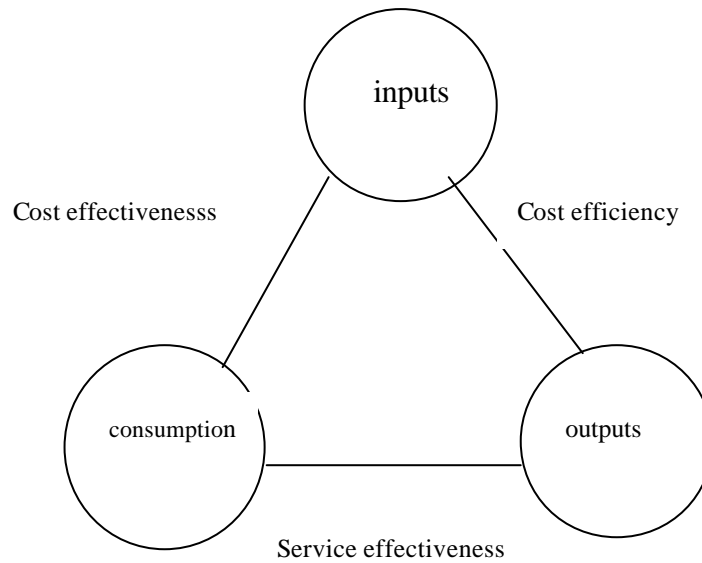 inputs
Cost effectivenesss
Cost efficiency
consumption
outputs
Service effectiveness